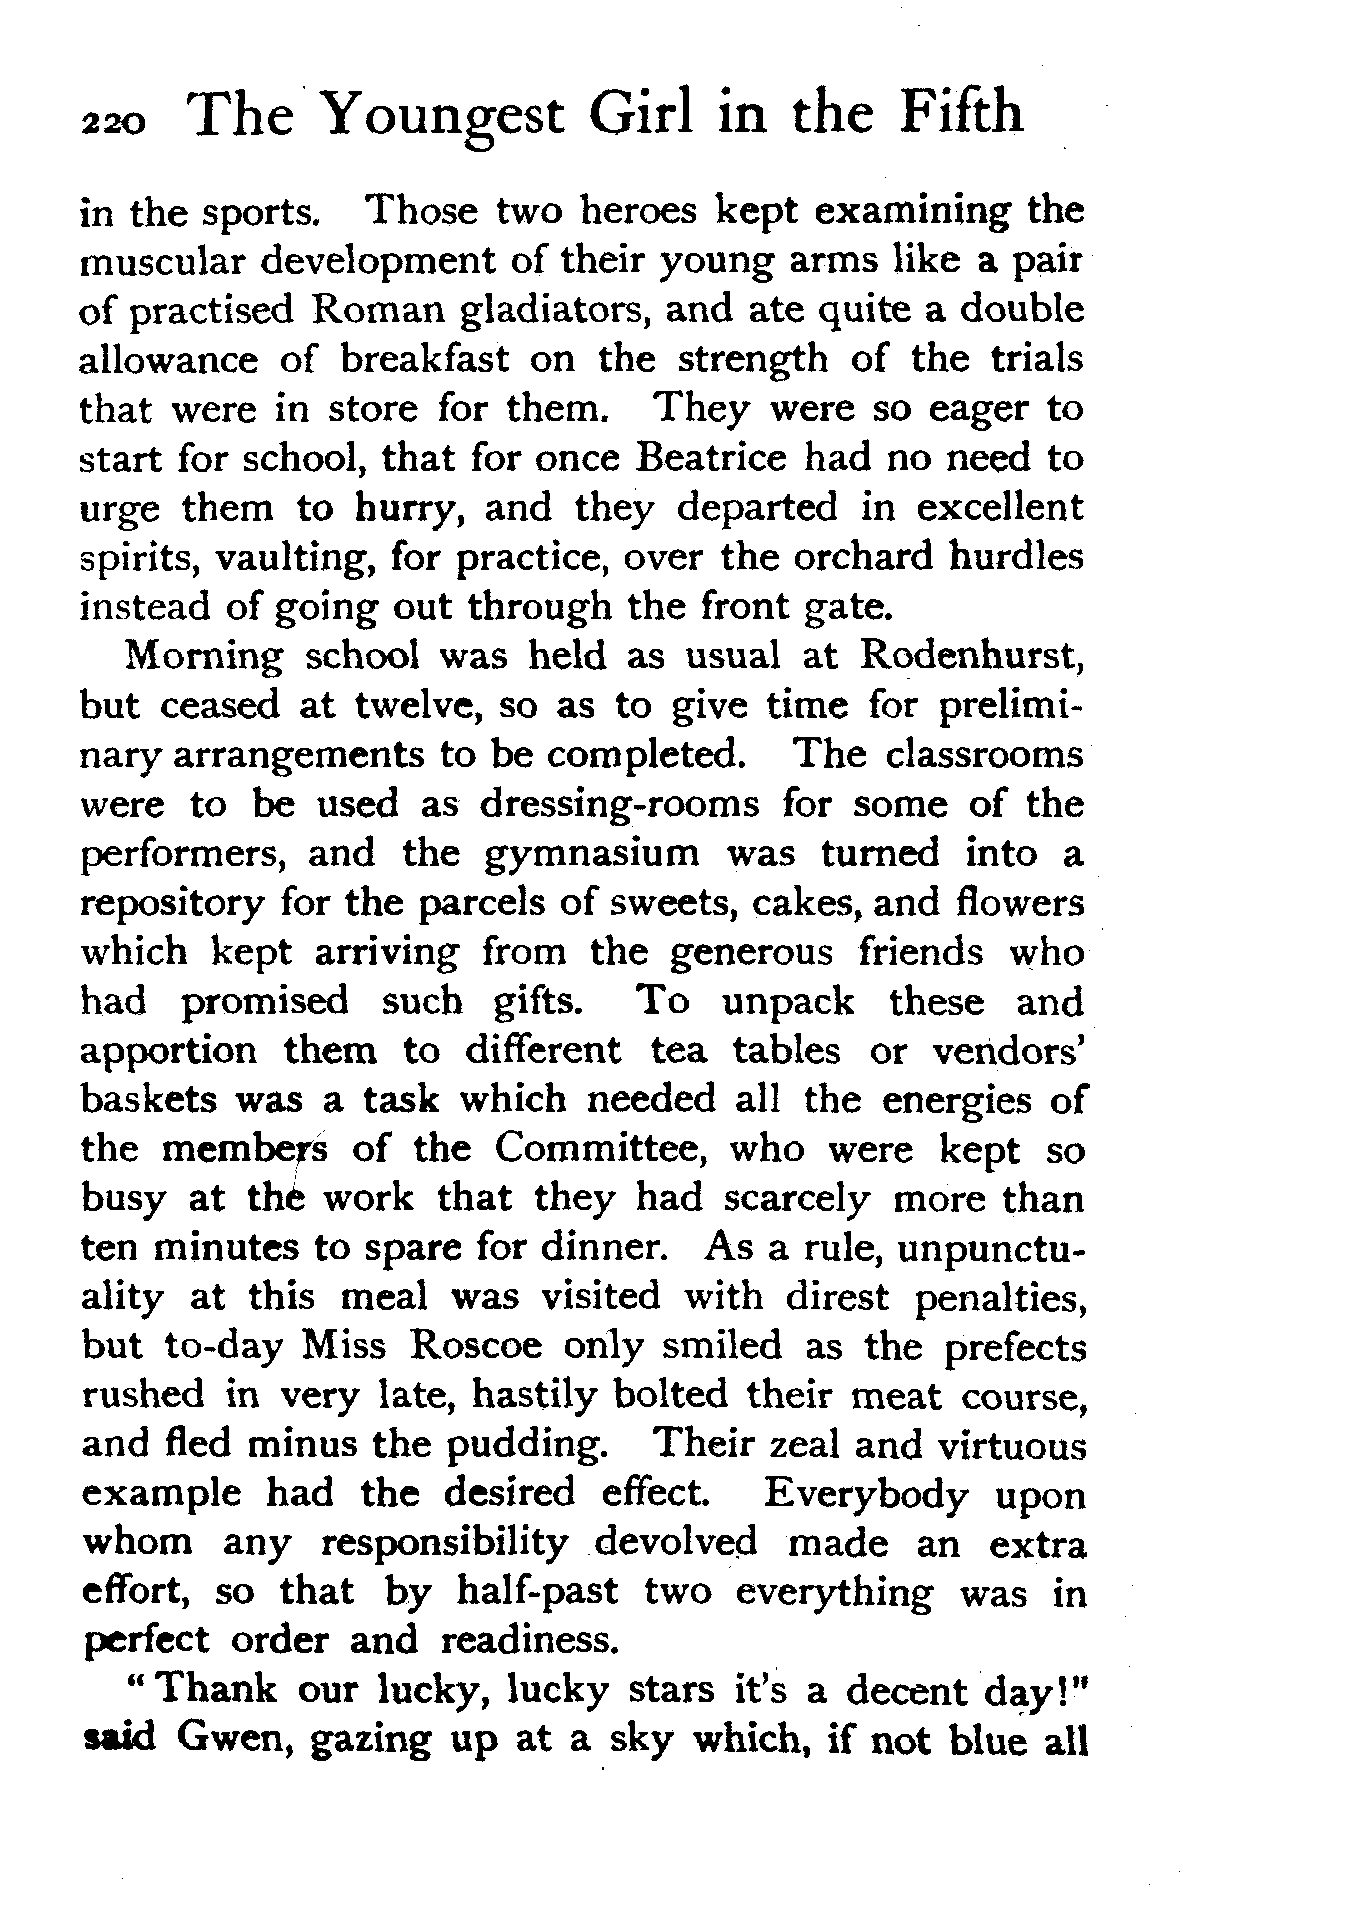 220 The Youngest Girl in the Fifth
in the sports. Those two heroes kept examining the
muscular development of their young arms like a pair
of practised Roman gladiators, and ate quite a double
allowance of breakfast on the strength of the trials
that were in store for them. They were so eager to
start for school, that for once Beatrice had no need to
urge them to hurry, and they departed in excellent
spirits, vaulting, for practice, over the orchard hurdles
instead of going out through the front gate.
Morning school was held as usual at Rodenhurst,
but ceased at twelve, so as to give time for prelimi-
nary arrangements to be completed. The classrooms
were to be used as dressing-rooms for some of the
performers, and the gymnasium was turned into a
repository for the parcels of sweets, cakes, and flowers
which kept arriving from the generous friends who
had promised such gifts. To unpack these and
apportion them to different tea tables or vendors'
baskets was a task which needed all the energies of
the members of the Committee, who were kept so
busy at the work that they had scarcely more than
ten minutes to spare for dinner. As a rule, unpunctu-
ality at this meal was visited with direst penalties,
but to-day Miss Roscoe only smiled as the prefects
rushed in very late, hastily bolted their meat course,
and fled minus the pudding. Their zeal and virtuous
example had the desired effect. Everybody upon
whom any responsibility devolved made an extra
effort, so that by half-past two everything was in
perfect order and readiness.
"Thank our lucky, lucky stars it's a decent day!"
said Gwen, gazing up at a sky which, if not blue all